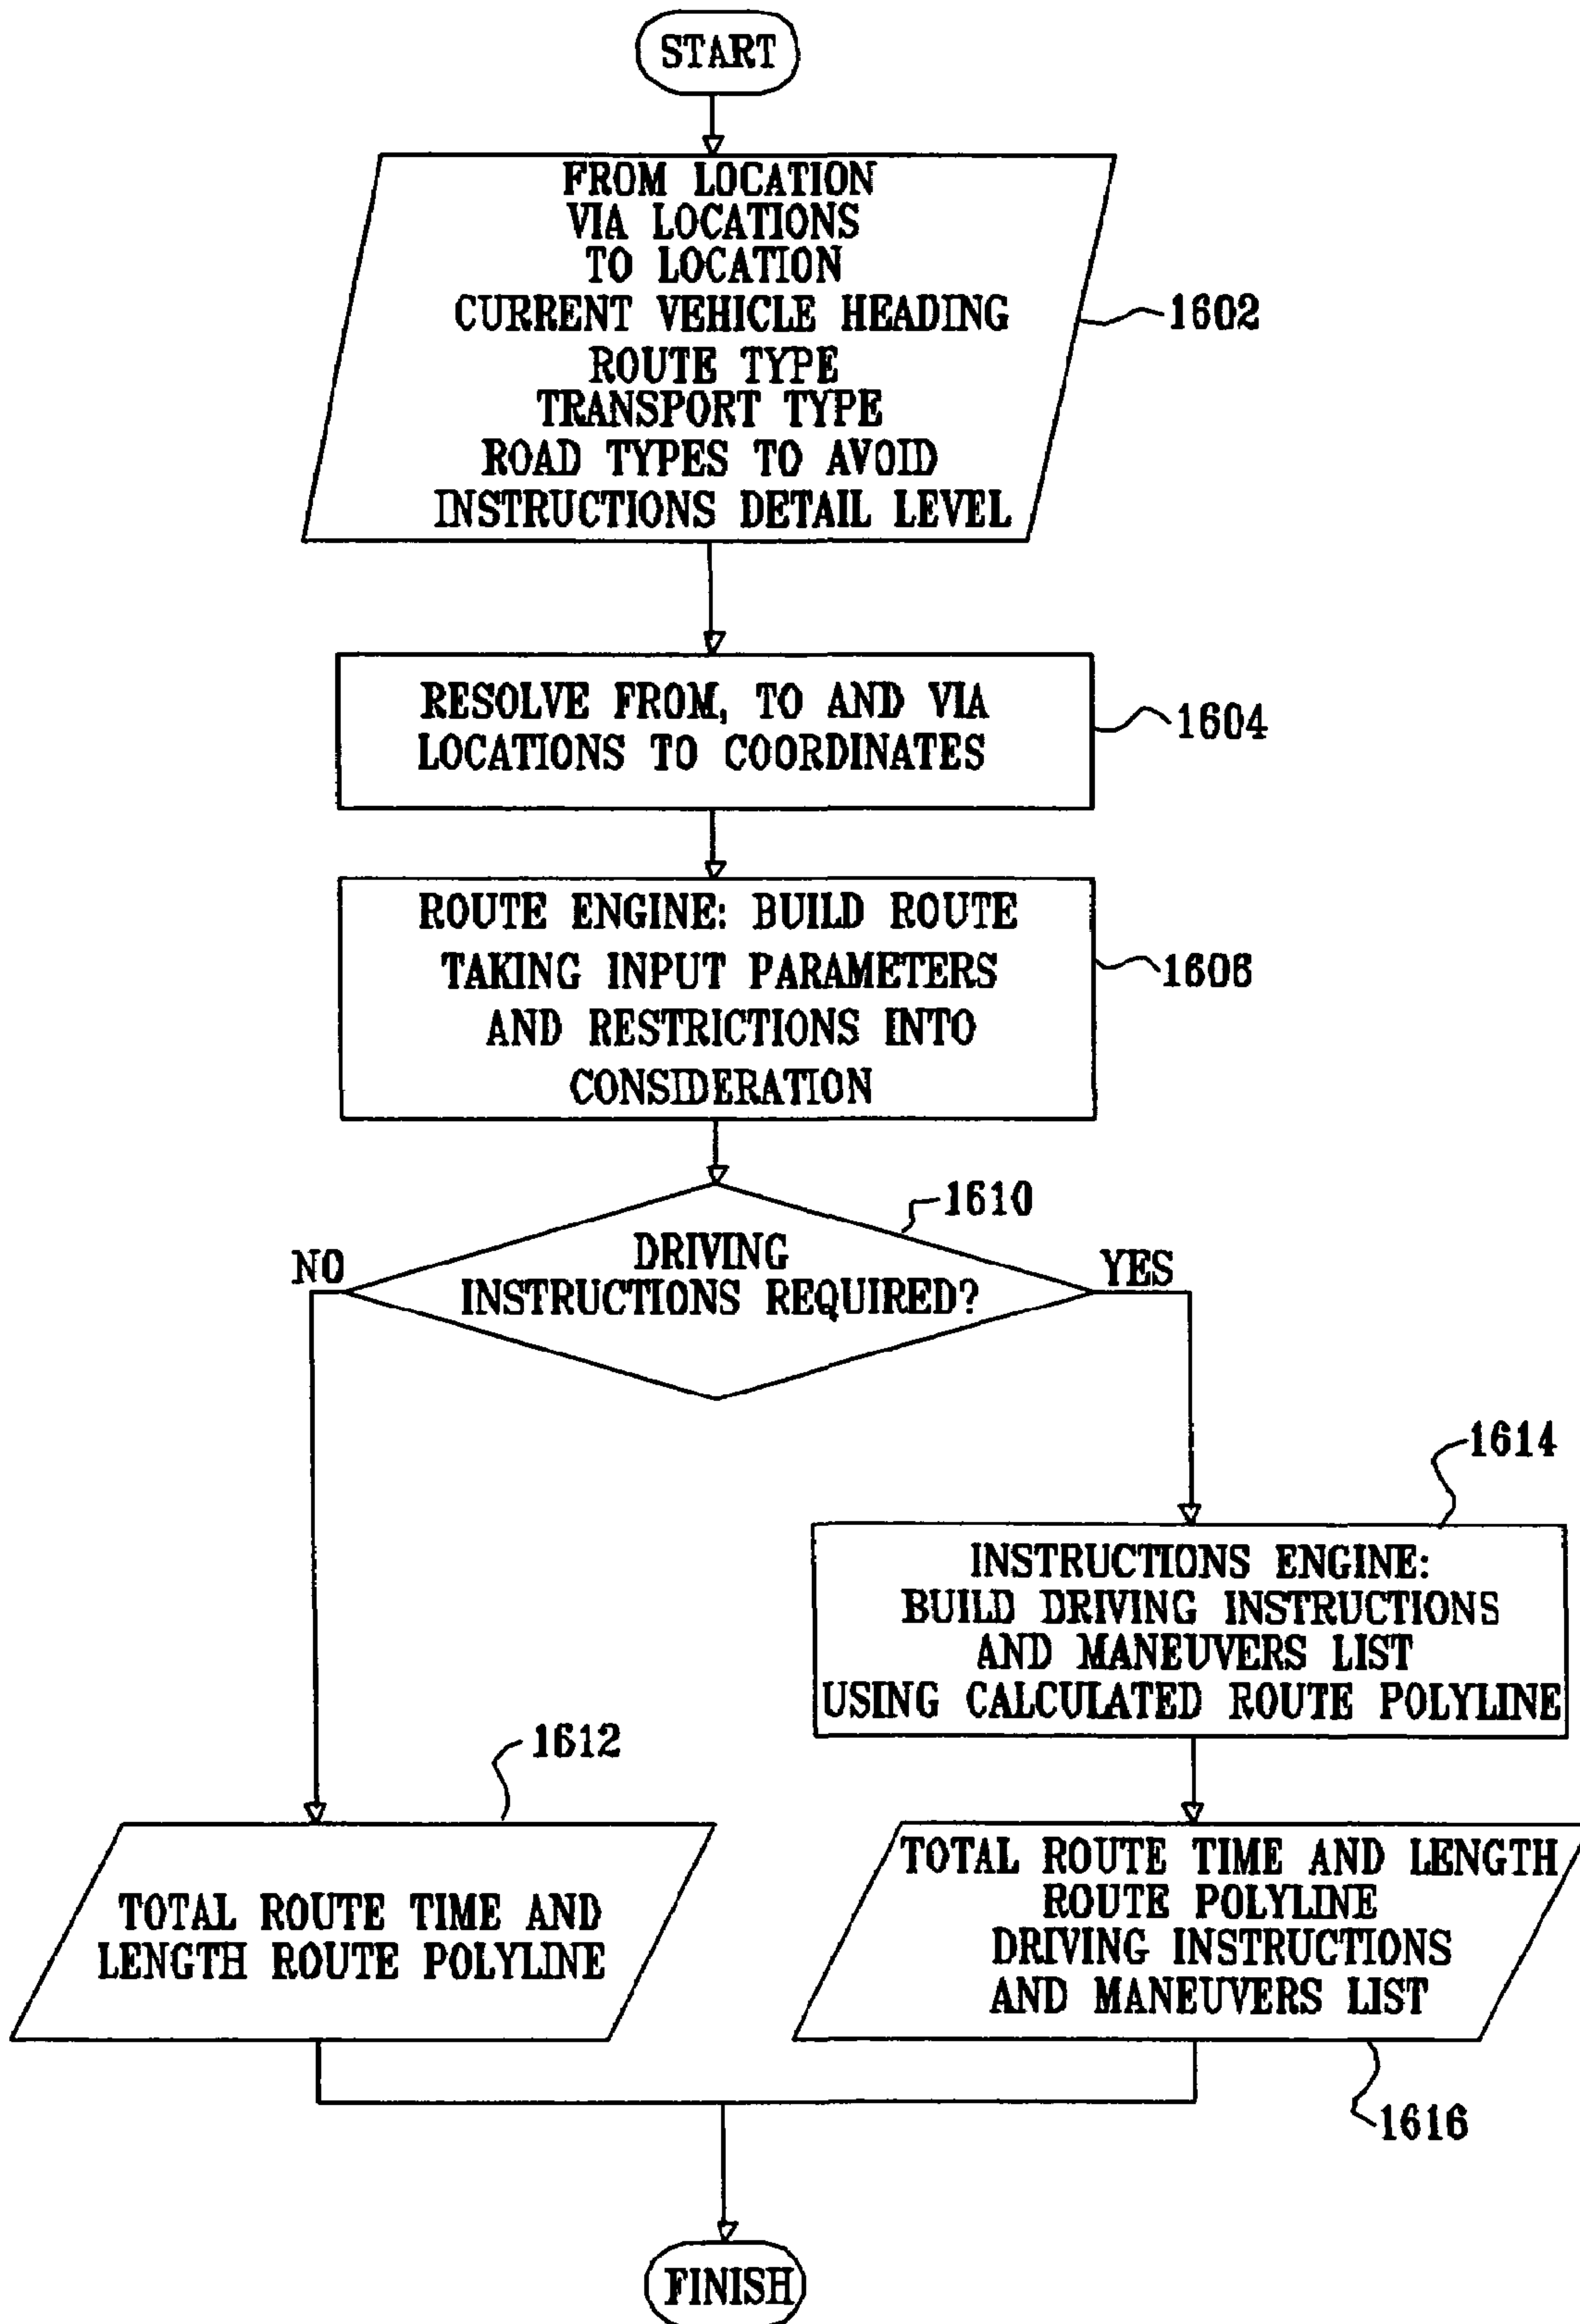 START
FROM LOCATION
VIA LOCATIONS
TO LOCATION
CURRENT VEHICLE HEADING
ROUTE TYPE
TRANSPORT TYPE
ROAD TYPES TO AVOID
INSTRUCTIONS DETAIL LEVEL
1602
RESOLVE FROM, TO AND VIA
LOCATIONS TO COORDINATES
1604
ROUTE ENGINE: BUILD ROUTE
TAKING INPUT PARAMETERS
AND RESTRICTIONS INTO
CONSIDERATION
1606
1610
DRIVING
INSTRUCTIONS REQUIRED?
NO
YES
1614
INSTRUCTIONS ENGINE:
BUILD DRIVING INSTRUCTIONS
AND MANEUVERS LIST
USING CALCULATED ROUTE POLYLINE
1612
TOTAL ROUTE TIME AND
LENGTH ROUTE POLYLINE
TOTAL ROUTE TIME AND LENGTH
ROUTE POLYLINE
DRIVING INSTRUCTIONS
AND MANEUVERS LIST
1616
FINISH